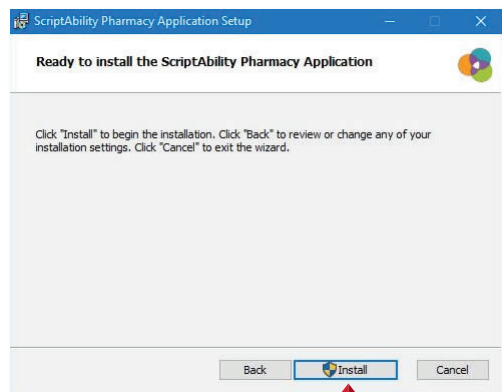 ScriptAbility Pharmacy Application Setup
Ready to install the ScriptAbility Pharmacy Application
Click "Install" to begin the installation. Click "Back" to review or change any of your
installation settings. Click "Cancel" to exit the wizard.
Back Install Cancel